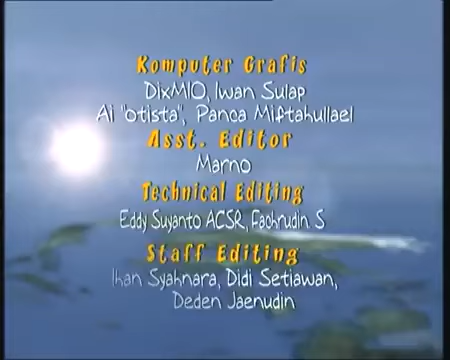 Komputer Grafis
DixMIO, Iwan Sulap
Ai "otista", Panca Miftahullael
Asst. Editor
Marno
Technical Editing
Eddy Suyanto ACSR, Fachrudin S
Staff Editing
Ikan Syahnara, Didi Setiawan,
Deden Jaenudin